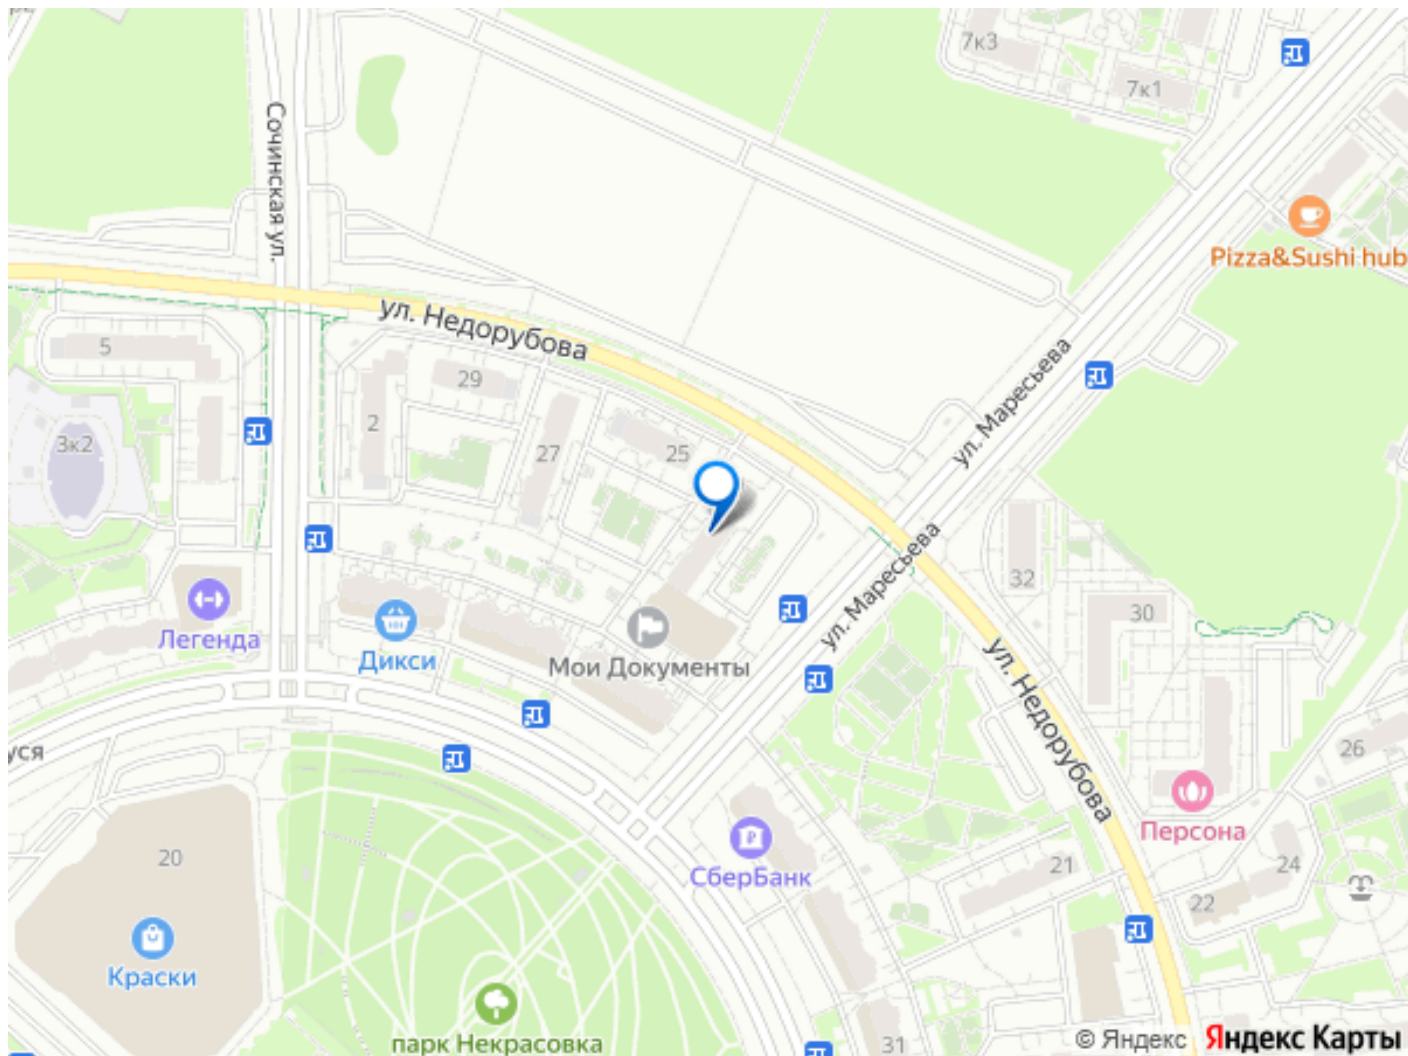 7к3
7к1
Сочинская ул.
Pizza&Sushi hub
ул. Недорубова
ул. Маресьева
5
29
2
3к2
27
25
ул. Маресьева
32
30
Легенда
Дикси
Мои Документы
ул. Недорубова
уся
26
Персона
СберБанк
20
21
24
22
Краски
парк Некрасовка
31
© Яндекс
Яндекс Карты